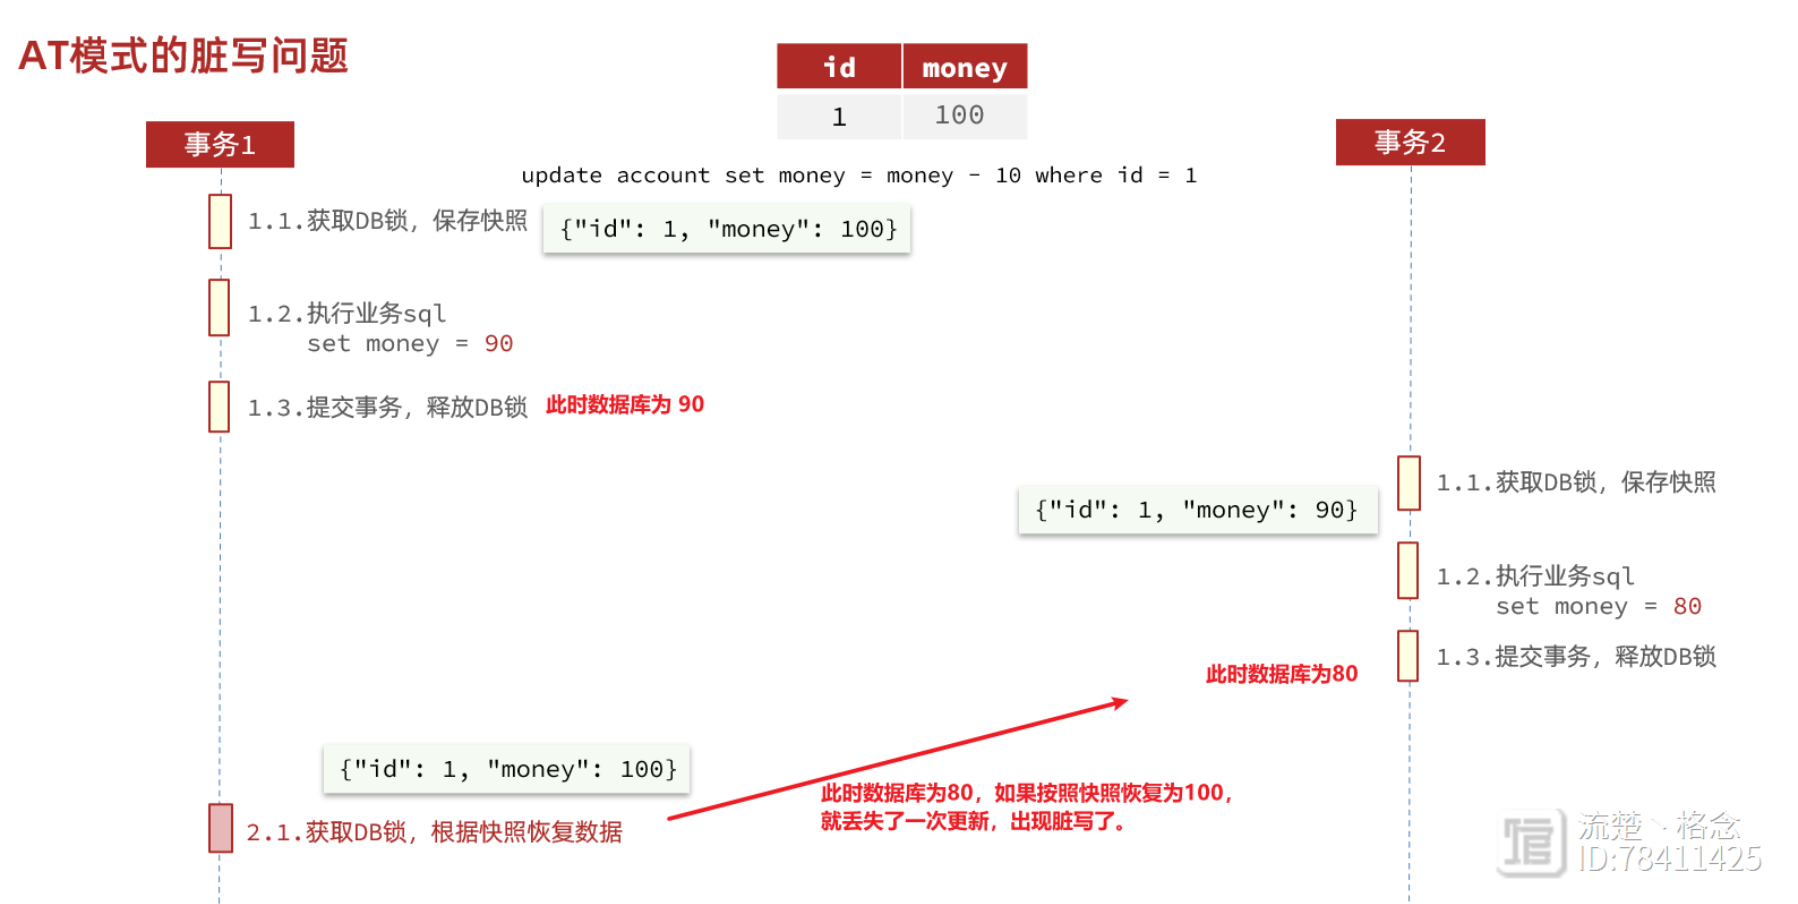 AT模式的脏写问题
id money
1 100
事务1
事务2
update account set money = money - 10 where id = 1
1.1.获取DB锁，保存快照
{"id": 1, "money": 100}
1.2.执行业务sql
set money = 90
1.3.提交事务，释放DB锁
此时数据库为 90
1.1.获取DB锁，保存快照
{"id": 1, "money": 90}
1.2.执行业务sql
set money = 80
1.3.提交事务，释放DB锁
此时数据库为80
{"id": 1, "money": 100}
此时数据库为80，如果按照快照恢复为100，
就丢失了一次更新，出现脏写了。
2.1.获取DB锁，根据快照恢复数据
流楚丶格念
ID:78411425